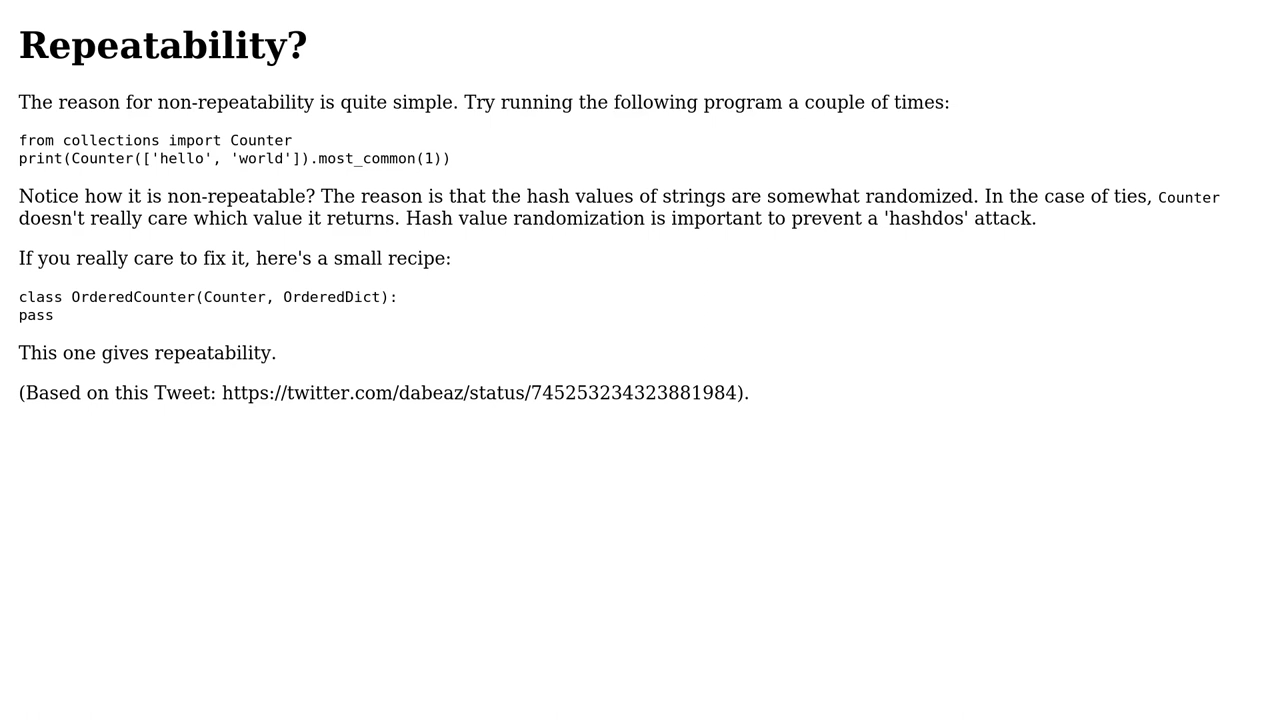 Repeatability?
The reason for non-repeatability is quite simple. Try running the following program a couple of times:
from collections import Counter
print(Counter(['hello', 'world']).most_common(1))
Notice how it is non-repeatable? The reason is that the hash values of strings are somewhat randomized. In the case of ties, Counter
doesn't really care which value it returns. Hash value randomization is important to prevent a 'hashdos' attack.
If you really care to fix it, here's a small recipe:
class OrderedCounter(Counter, OrderedDict):
pass
This one gives repeatability.
(Based on this Tweet: https://twitter.com/dabeaz/status/745253234323881984).